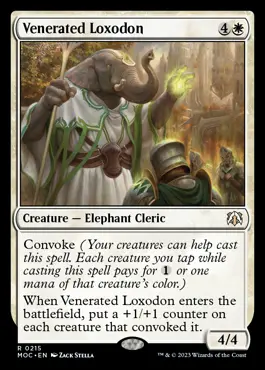 Venerated Loxodon 4
Creature — Elephant Cleric
Convoke (Your creatures can help cast
this spell. Each creature you tap while
casting this spell pays for 1 or one
mana of that creature's color.)
When Venerated Loxodon enters the
battlefield, put a +1/+1 counter on
each creature that convoked it.
4/4
R 0215
MOC • EN ZACK STELLA
™ & © 2023 Wizards of the Coast